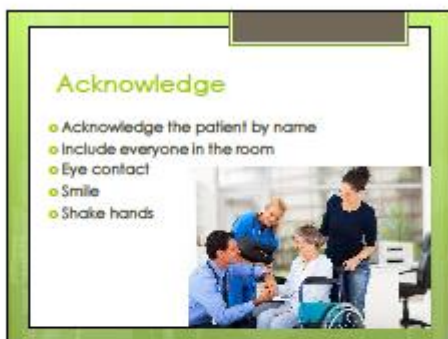 Acknowledge
Acknowledge the patient by name
Include everyone in the room
Eye contact
Smile
Shake hands